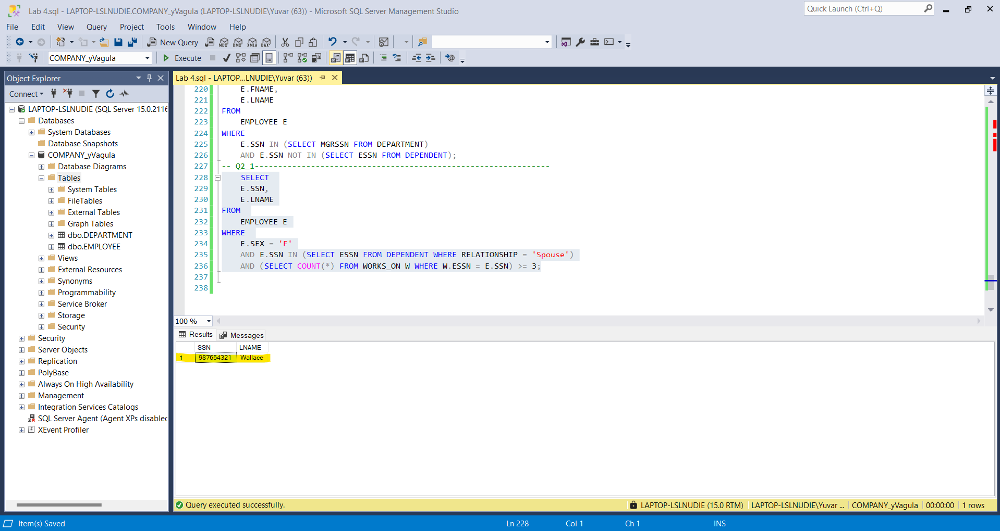 Lab 4.sql - LAPTOP-LSLNUDIE.COMPANY_yVagula (LAPTOP-LSLNUDIE\Yuvar (63)) - Microsoft SQL Server Management Studio
Quick Launch (Ctrl+Q)
File Edit View Query Project Tools Window Help
New Query MDX DMX XMLA DAX
COMPANY_yVagula Execute
Object Explorer
Connect
LAPTOP-LSLNUDIE (SQL Server 15.0.2116
Databases
System Databases
Database Snapshots
COMPANY_yVagula
Database Diagrams
Tables
System Tables
FileTables
External Tables
Graph Tables
dbo.DEPARTMENT
dbo.EMPLOYEE
Views
External Resources
Synonyms
Programmability
Service Broker
Storage
Security
Security
Server Objects
Replication
PolyBase
Always On High Availability
Management
Integration Services Catalogs
SQL Server Agent (Agent XPs disabled
XEvent Profiler
Lab 4.sql - LAPTOP...LNUDIE\Yuvar (63))
220 E.FNAME,
221 E.LNAME
222 FROM
223 EMPLOYEE E
224 WHERE
225 E.SSN IN (SELECT MGRSSN FROM DEPARTMENT)
226 AND E.SSN NOT IN (SELECT ESSN FROM DEPENDENT);
227 -- Q2_1---------------------------------------------------------------
228 SELECT
229 E.SSN,
230 E.LNAME
231 FROM
232 EMPLOYEE E
233 WHERE
234 E.SEX = 'F'
235 AND E.SSN IN (SELECT ESSN FROM DEPENDENT WHERE RELATIONSHIP = 'Spouse')
236 AND (SELECT COUNT(*) FROM WORKS_ON W WHERE W.ESSN = E.SSN) >= 3;
237
238
100 %
Results Messages
SSN LNAME
1 987654321 Wallace
Query executed successfully.
LAPTOP-LSLNUDIE (15.0 RTM) LAPTOP-LSLNUDIE\Yuvar ... COMPANY_yVagula 00:00:00 1 rows
Item(s) Saved Ln 228 Col 1 Ch 1 INS